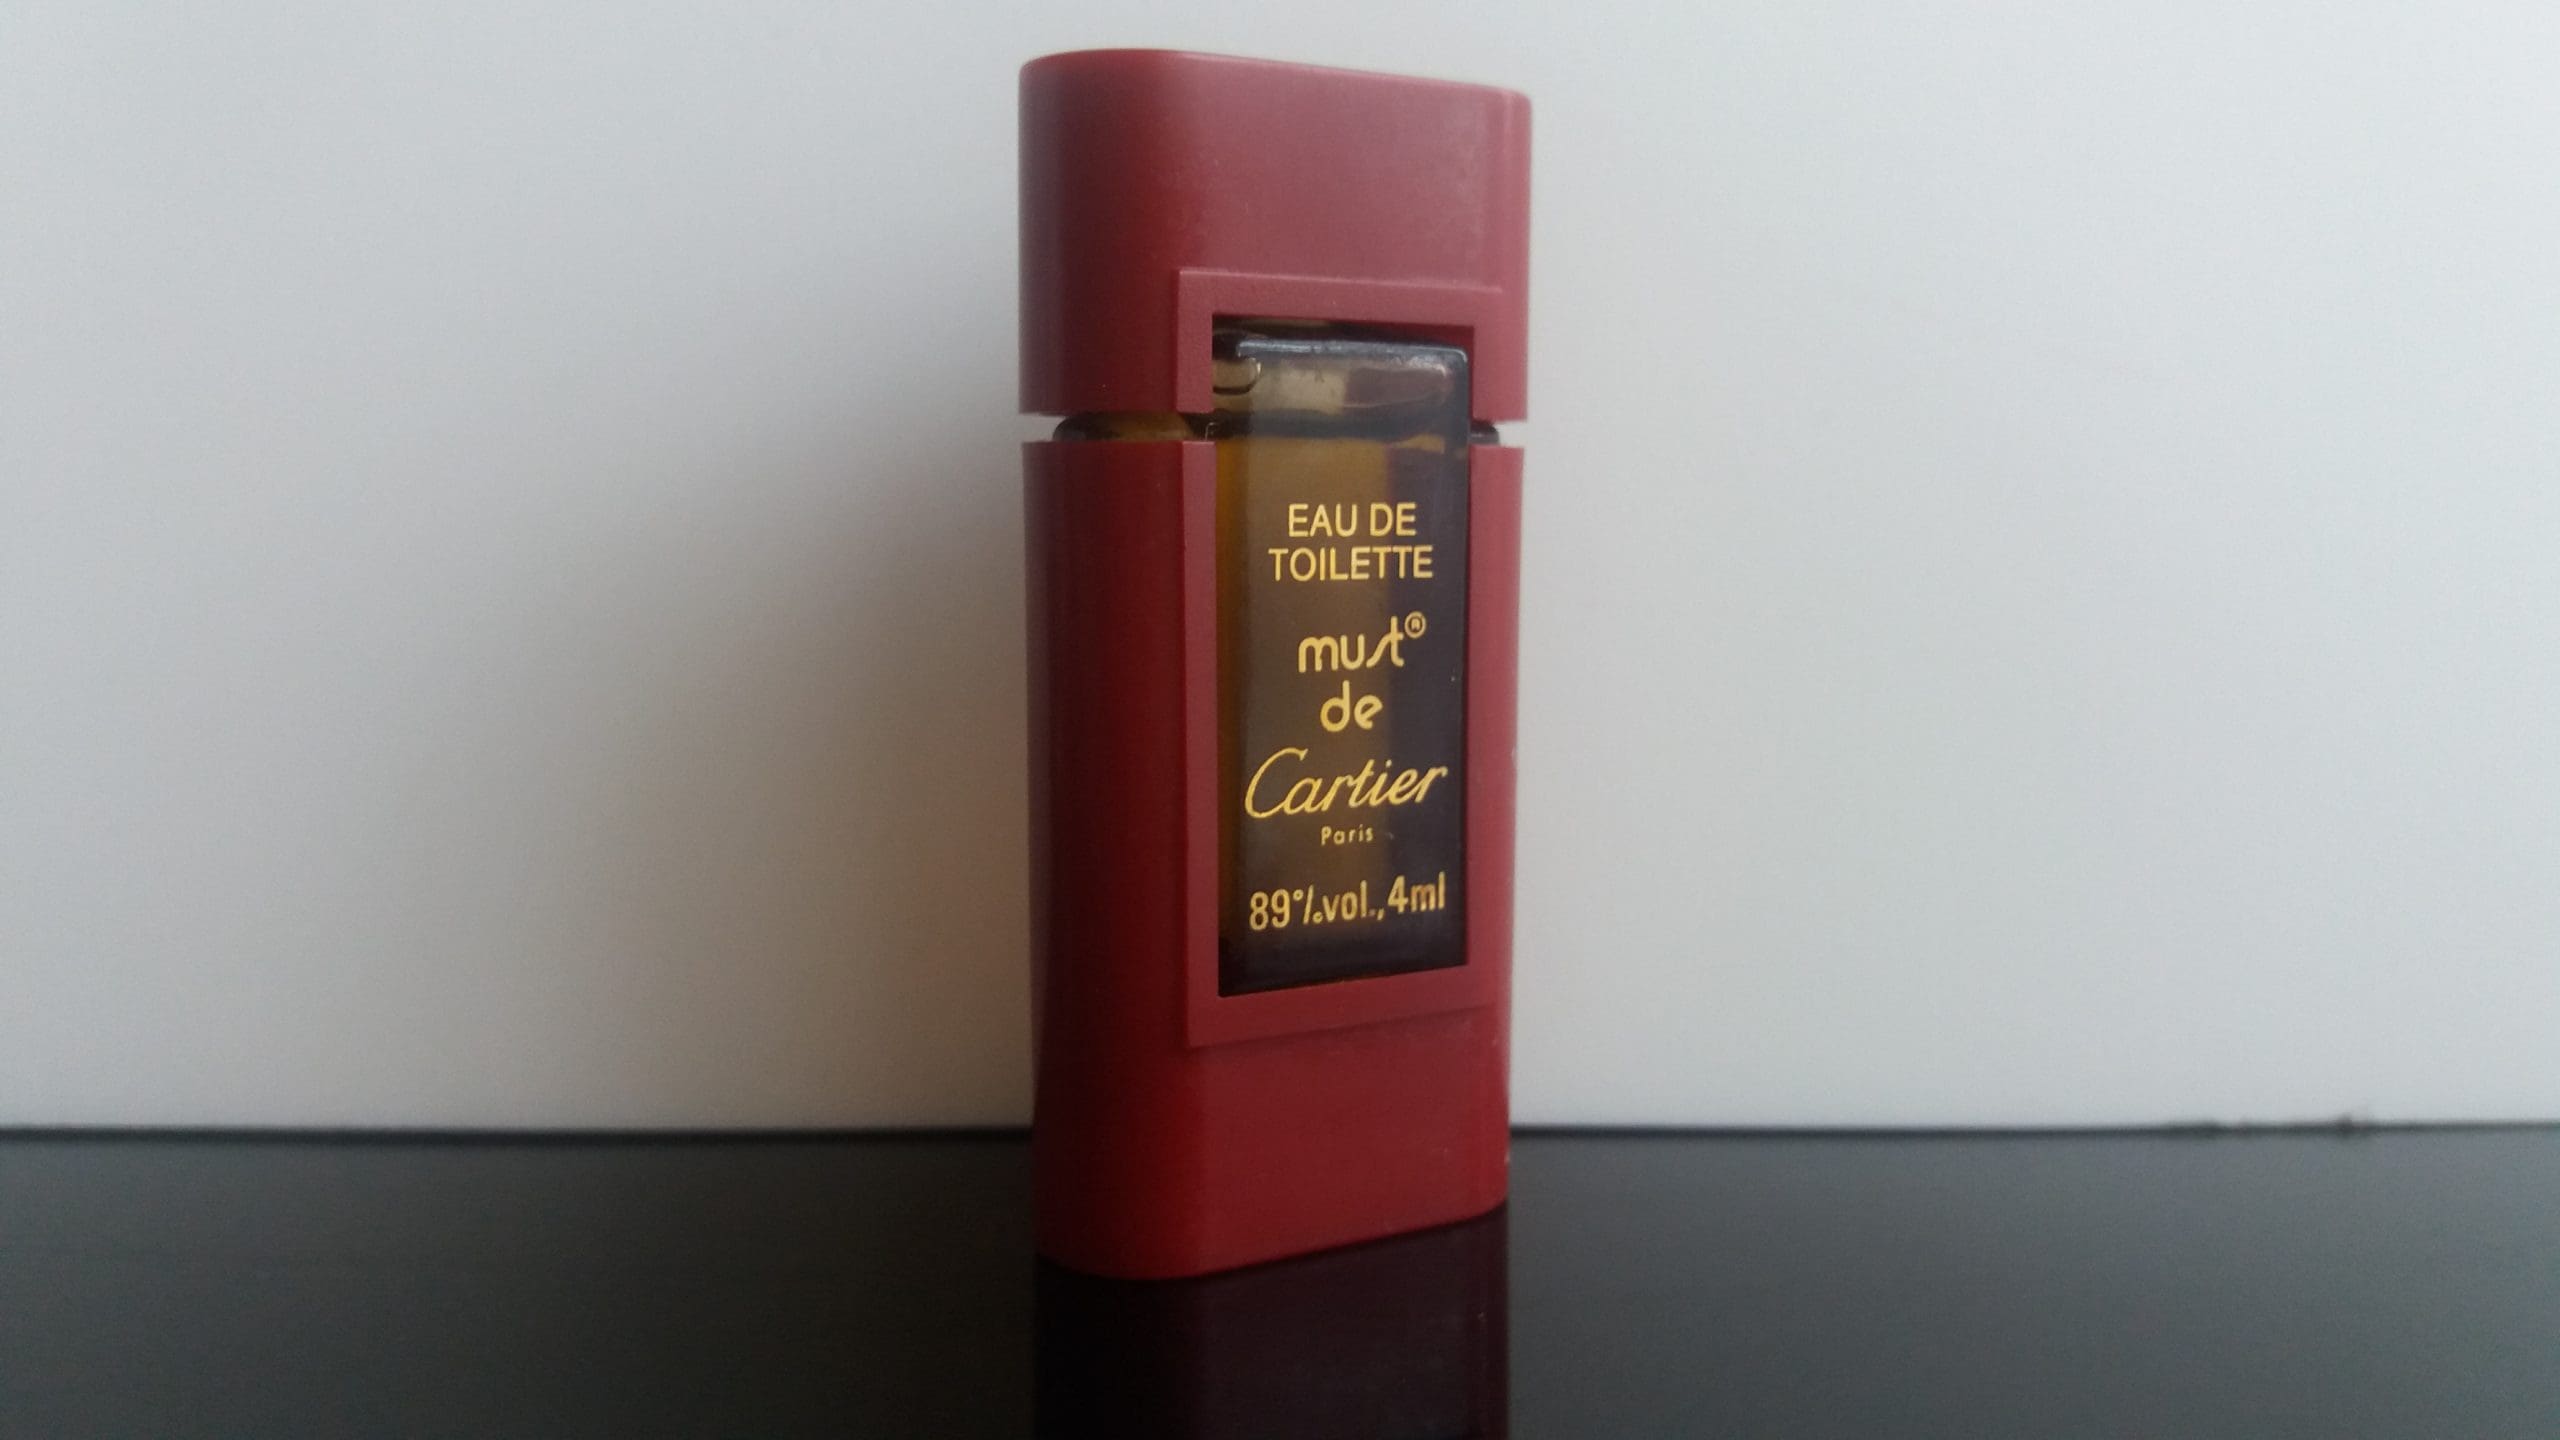 EAU DE
TOILETTE
must®
de
Cartier
Paris
89°/.vol.,4ml